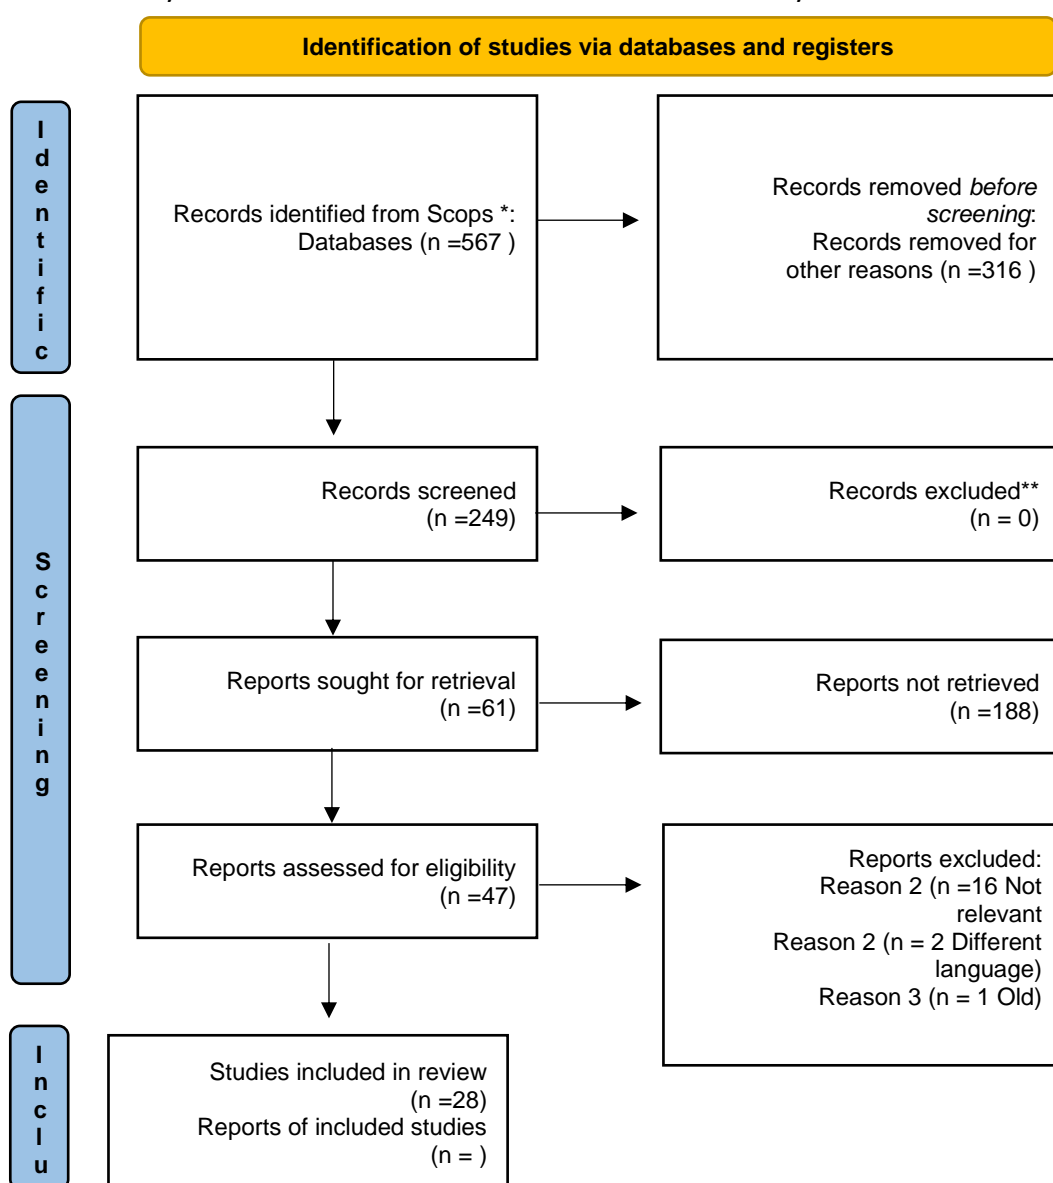 Identification of studies via databases and registers
I
d
e
n
t
i
f
i
c
Records identified from Scops *:
Databases (n =567 )
Records removed before
screening:
Records removed for
other reasons (n =316 )
S
c
r
e
e
n
i
n
g
Records screened
(n =249)
Records excluded**
(n = 0)
Reports sought for retrieval
(n =61)
Reports not retrieved
(n =188)
Reports assessed for eligibility
(n =47)
Reports excluded:
Reason 2 (n =16 Not
relevant
Reason 2 (n = 2 Different
language)
Reason 3 (n = 1 Old)
I
n
c
l
u
Studies included in review
(n =28)
Reports of included studies
(n = )